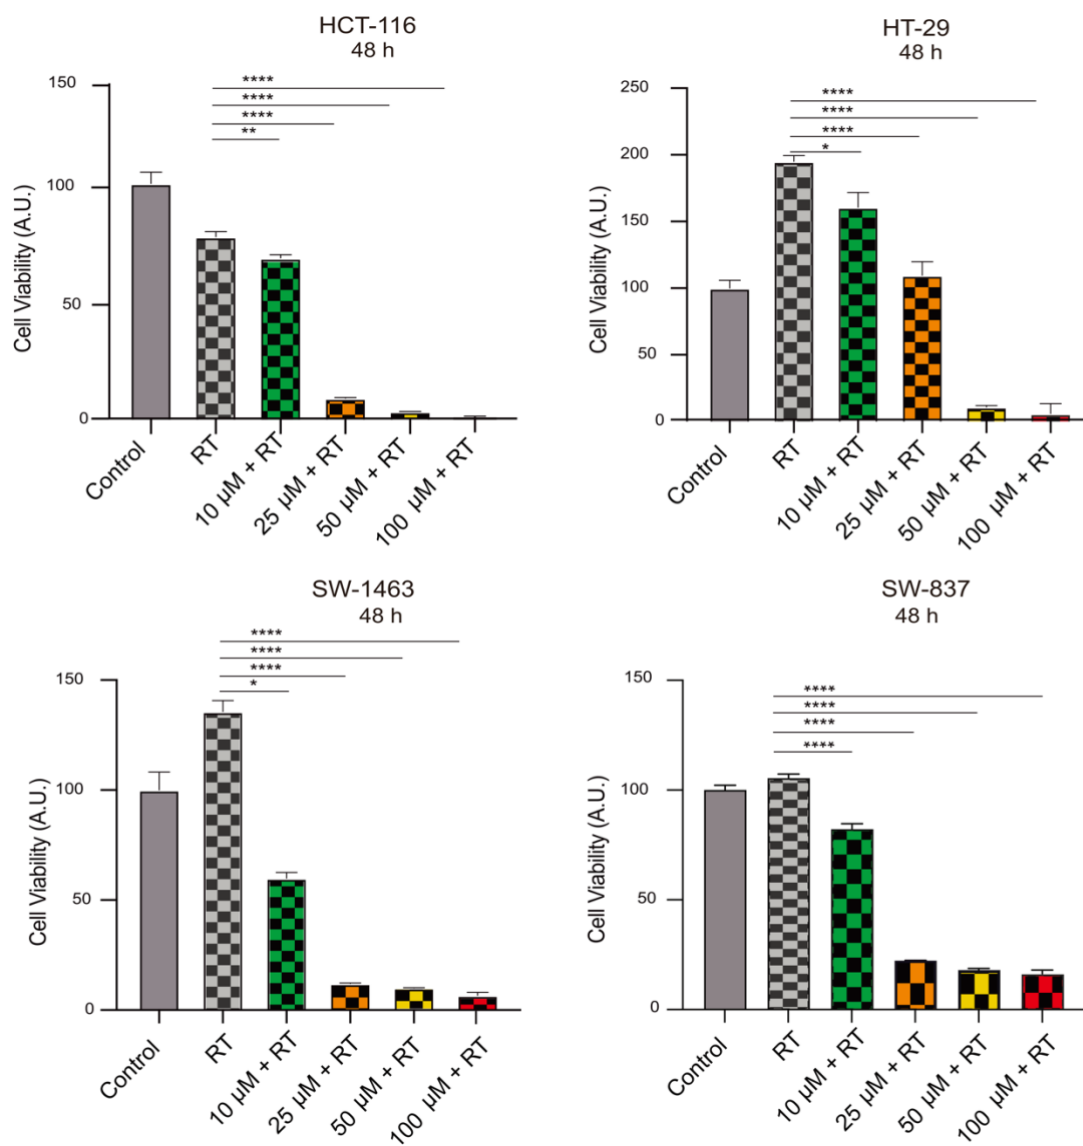 HCT-116
48 h
Cell Viability (A.U.)
150
100
50
0
****
****
****
**
Control
RT
10 µM + RT
25 µM + RT
50 µM + RT
100 µM + RT
HT-29
48 h
Cell Viability (A.U.)
250
200
150
100
50
0
****
****
****
*
Control
RT
10 µM + RT
25 µM + RT
50 µM + RT
100 µM + RT
SW-1463
48 h
Cell Viability (A.U.)
150
100
50
0
****
****
****
*
Control
RT
10 µM + RT
25 µM + RT
50 µM + RT
100 µM + RT
SW-837
48 h
Cell Viability (A.U.)
150
100
50
0
****
****
****
****
Control
RT
10 µM + RT
25 µM + RT
50 µM + RT
100 µM + RT